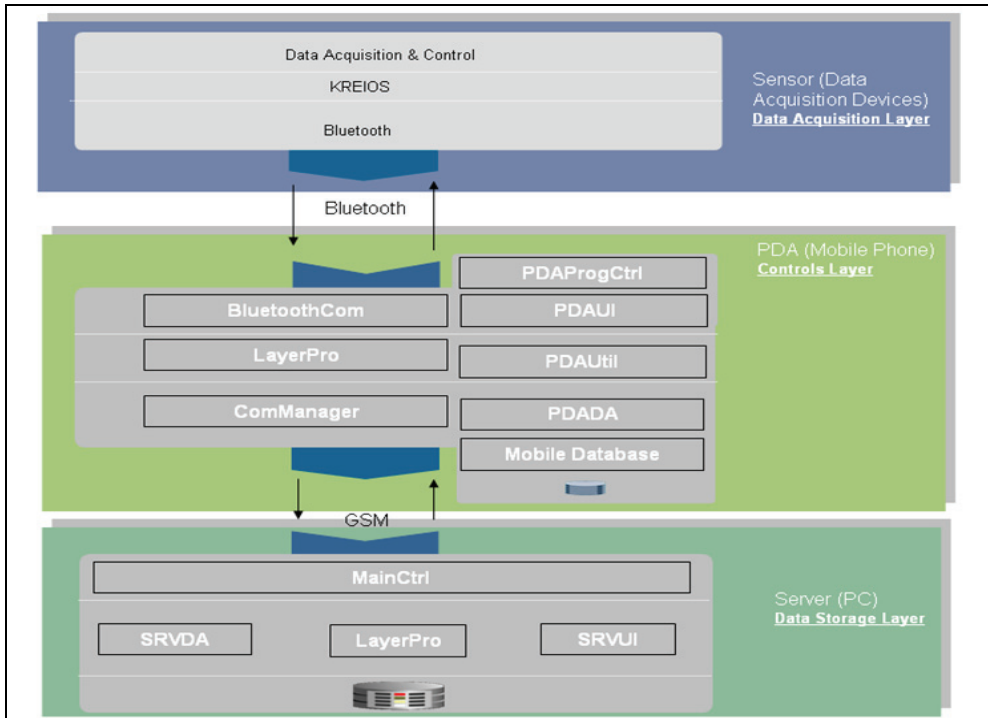 Data Acquisition & Control
KREIOS
Bluetooth
Sensor (Data
Acquisition Devices)
Data Acquisition Layer
Bluetooth
PDA (Mobile Phone)
Controls Layer
PDAProgCtrl
BluetoothCom
PDAUI
LayerPro
PDAUtil
ComManager
PDADA
Mobile Database
GSM
MainCtrl
SRVDA
LayerPro
SRVUI
Server (PC)
Data Storage Layer